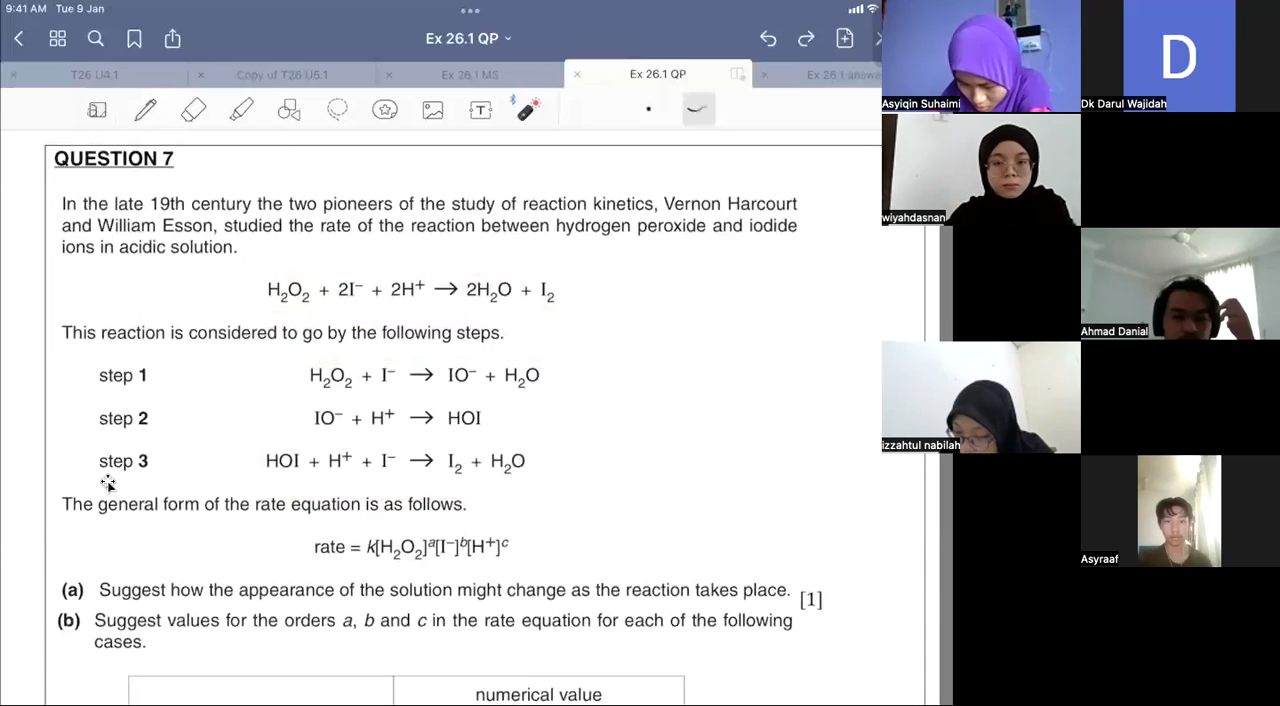 9:41 AM Tue 9 Jan
Ex 26.1 QP
T26 U4.1
Copy of T26 U5.1
Ex 26.1 MS
Ex 26.1 QP
Ex 26.1 answe
QUESTION 7
In the late 19th century the two pioneers of the study of reaction kinetics, Vernon Harcourt
and William Esson, studied the rate of the reaction between hydrogen peroxide and iodide
ions in acidic solution.
H₂O₂ + 2I⁻ + 2H⁺ → 2H₂O + I₂
This reaction is considered to go by the following steps.
step 1 H₂O₂ + I⁻ → IO⁻ + H₂O
step 2 IO⁻ + H⁺ → HOI
step 3 HOI + H⁺ + I⁻ → I₂ + H₂O
The general form of the rate equation is as follows.
rate = k[H₂O₂]ᵃ[I⁻]ᵇ[H⁺]ᶜ
(a) Suggest how the appearance of the solution might change as the reaction takes place. [1]
(b) Suggest values for the orders a, b and c in the rate equation for each of the following
cases.
numerical value
Asyiqin Suhaimi
D
Dk Darul Wajidah
wiyahdasnan
Ahmad Danial
izzahtul nabilah
Asyraaf